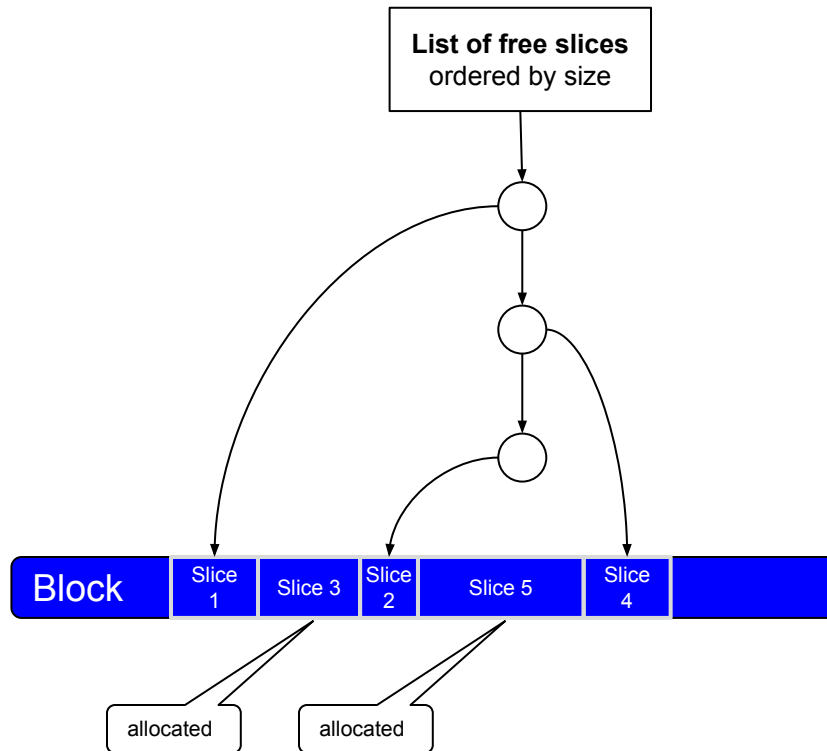 List of free slices
ordered by size
Block
Slice
1
Slice 3
Slice
2
Slice 5
Slice
4
allocated
allocated